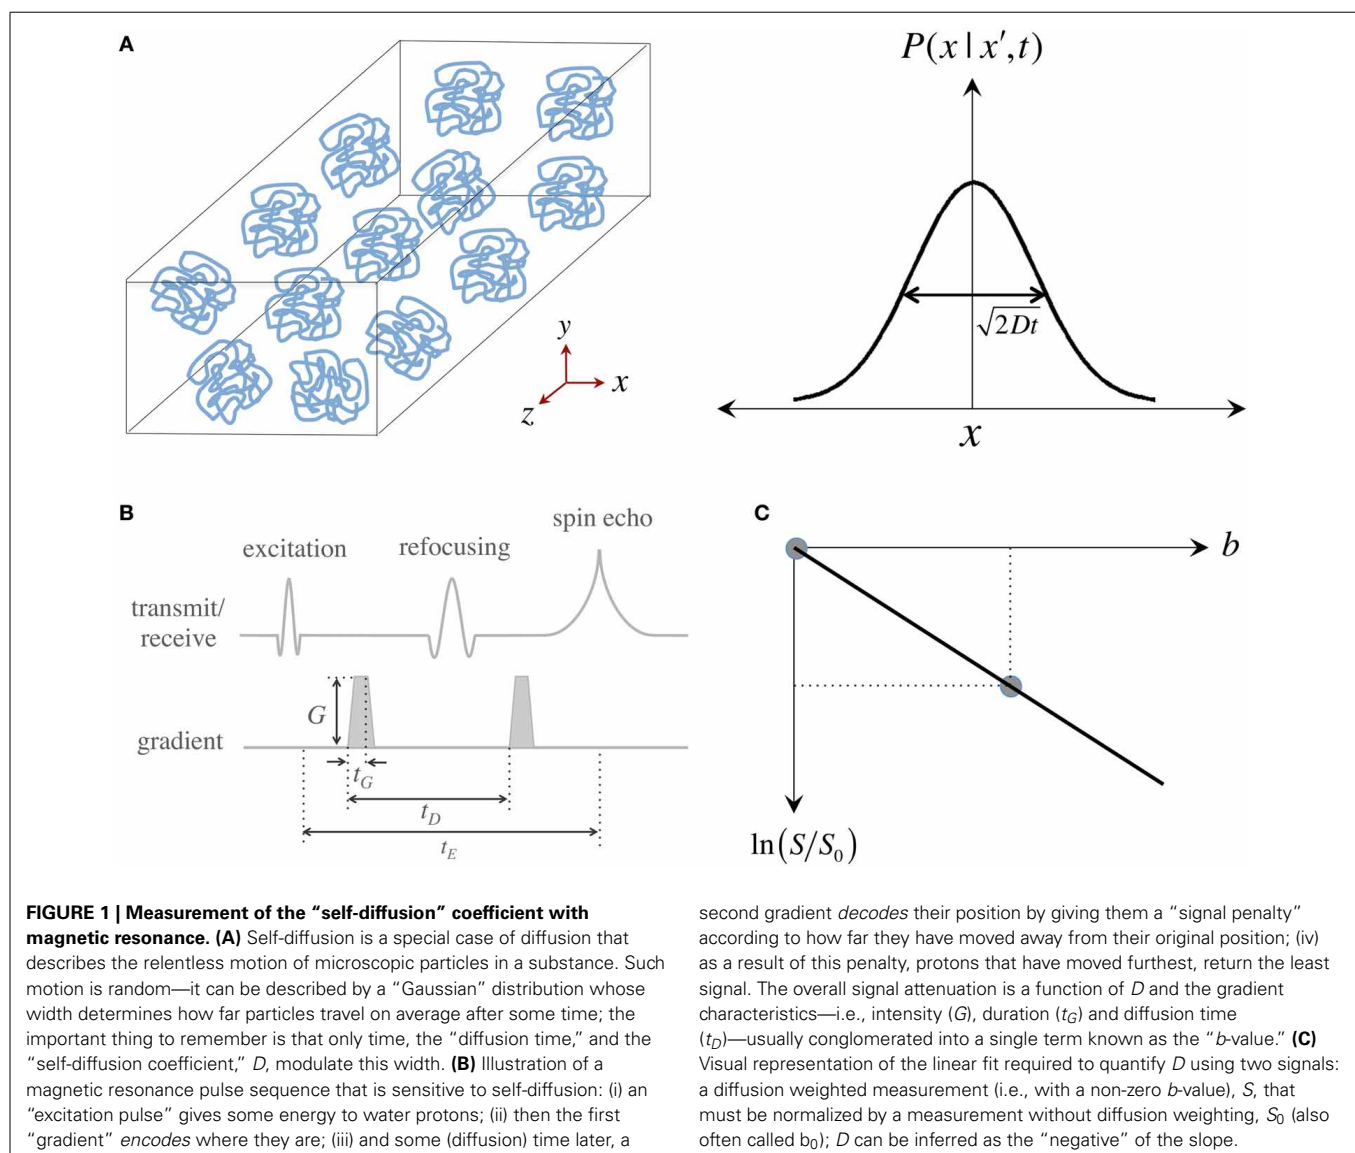 A
P(x | x′,t)
√2Dt
x
y
x
z
B
spin echo
excitation
refocusing
transmit/
receive
G
gradient
t_G
t_D
t_E
C
b
ln(S/S₀)
FIGURE 1 | Measurement of the “self-diffusion” coefficient with
magnetic resonance. (A) Self-diffusion is a special case of diffusion that
describes the relentless motion of microscopic particles in a substance. Such
motion is random—it can be described by a “Gaussian” distribution whose
width determines how far particles travel on average after some time; the
important thing to remember is that only time, the “diffusion time,” and the
“self-diffusion coefficient,” D, modulate this width. (B) Illustration of a
magnetic resonance pulse sequence that is sensitive to self-diffusion: (i) an
“excitation pulse” gives some energy to water protons; (ii) then the first
“gradient” encodes where they are; (iii) and some (diffusion) time later, a
second gradient decodes their position by giving them a “signal penalty”
according to how far they have moved away from their original position; (iv)
as a result of this penalty, protons that have moved furthest, return the least
signal. The overall signal attenuation is a function of D and the gradient
characteristics—i.e., intensity (G), duration (t_G) and diffusion time
(t_D)—usually conglomerated into a single term known as the “b-value.” (C)
Visual representation of the linear fit required to quantify D using two signals:
a diffusion weighted measurement (i.e., with a non-zero b-value), S, that
must be normalized by a measurement without diffusion weighting, S₀ (also
often called b₀); D can be inferred as the “negative” of the slope.